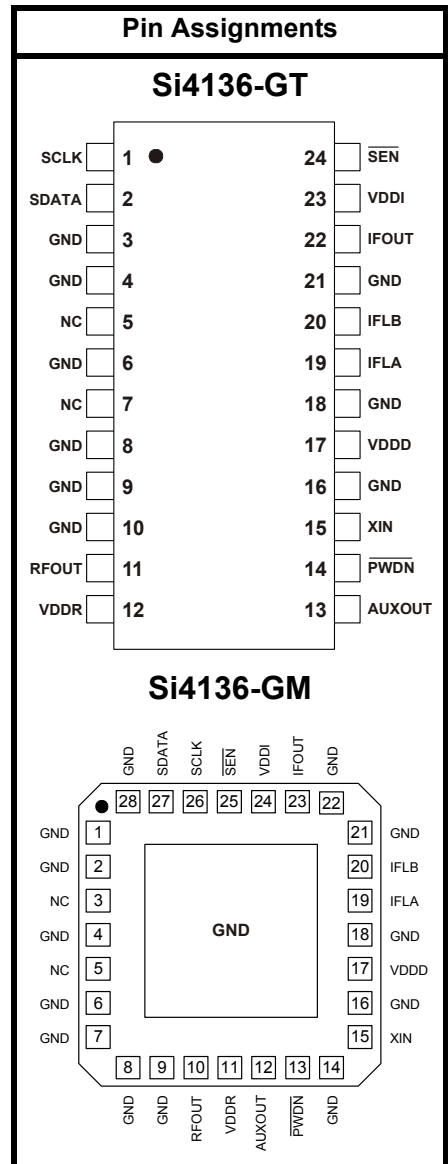 Pin Assignments
Si4136-GT
SCLK 1 24 SEN
SDATA 2 23 VDDI
GND 3 22 IFOUT
GND 4 21 GND
NC 5 20 IFLB
GND 6 19 IFLA
NC 7 18 GND
GND 8 17 VDDD
GND 9 16 GND
GND 10 15 XIN
RFOUT 11 14 PWDN
VDDR 12 13 AUXOUT
Si4136-GM
GND SDATA SCLK SEN VDDI IFOUT GND
28 27 26 25 24 23 22
GND 1 21 GND
GND 2 20 IFLB
NC 3 19 IFLA
GND 4 GND 18 GND
NC 5 17 VDDD
GND 6 16 GND
GND 7 15 XIN
8 9 10 11 12 13 14
GND GND RFOUT VDDR AUXOUT PWDN GND